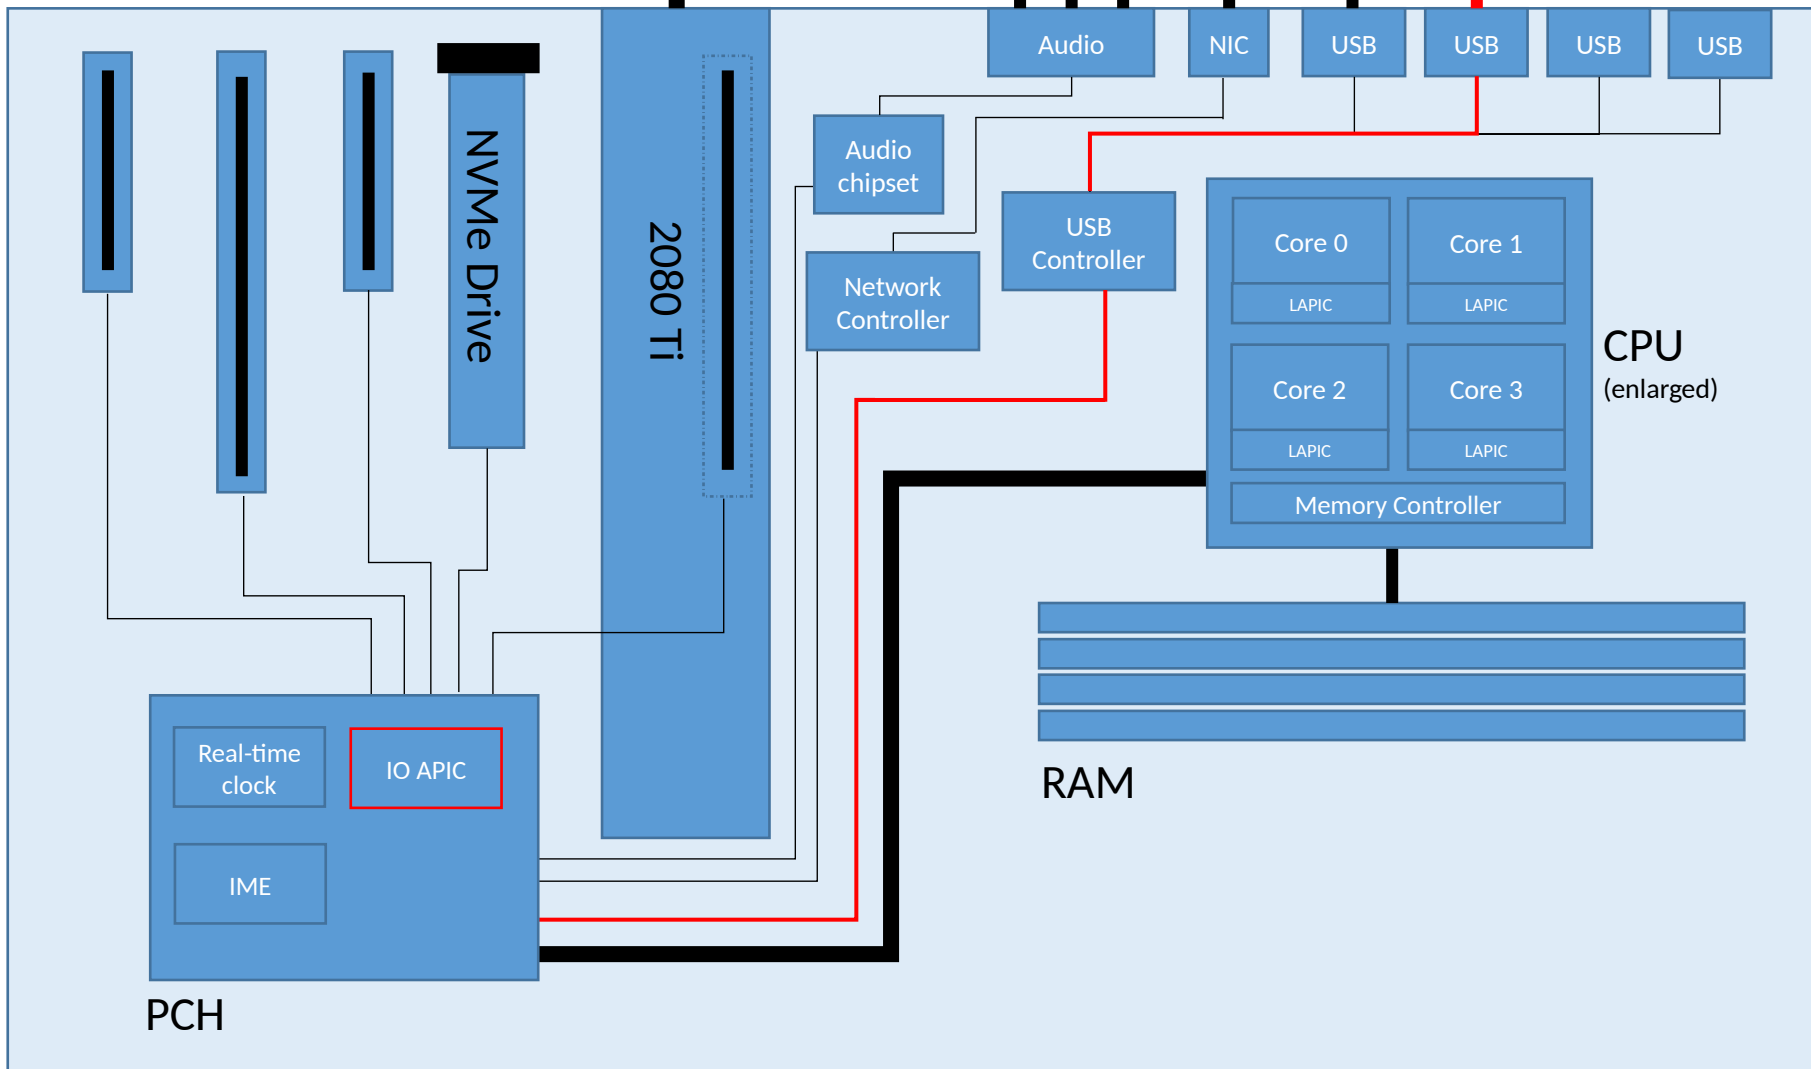 Audio
NIC
USB
USB
USB
USB
NVMe Drive
2080 Ti
Audio
chipset
USB
Controller
Network
Controller
Core 0
LAPIC
Core 1
LAPIC
Core 2
LAPIC
Core 3
LAPIC
Memory Controller
CPU
(enlarged)
RAM
Real-time
clock
IO APIC
IME
PCH